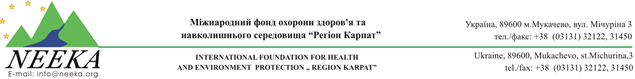 NEEKA
E-mail: info@neeka.org
Міжнародний фонд охорони здоров'я та
навколишнього середовища “Регіон Карпат”
INTERNATIONAL FOUNDATION FOR HEALTH
AND ENVIRONMENT PROTECTION „ REGION KARPAT”
Україна, 89600 м.Мукачево, вул. Мічуріна 3
тел./факс: +38 (03131) 32122, 31450
Ukraine, 89600, Mukachevo, st.Michurina,3
tel./fax: +38 (03131) 32122, 31450